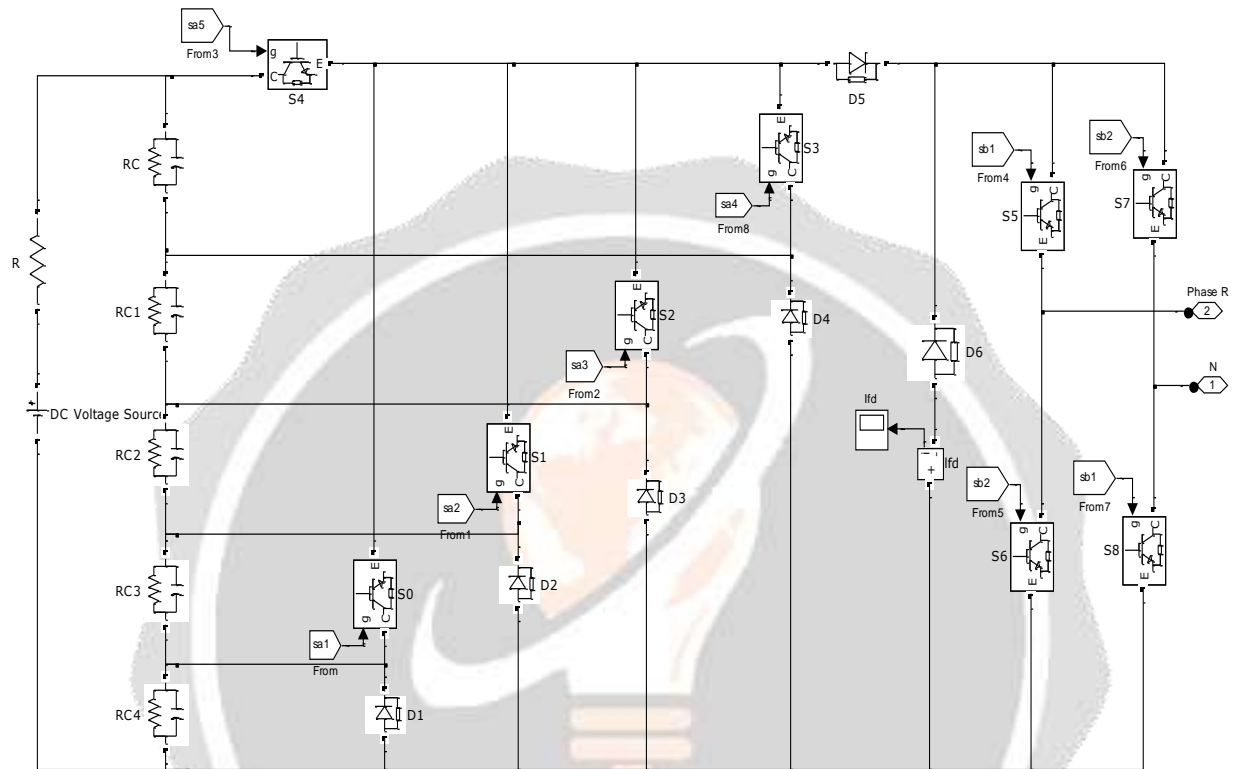 sa5
From3
g
C
E
S4
D5
RC
E
S3
g
C
sa4
From8
sb1
From4
g
C
S5
E
sb2
From6
g
C
S7
E
R
RC1
E
S2
g
C
sa3
From2
D4
D6
Phase R
2
N
1
DC Voltage Sourc
RC2
E
S1
g
C
sa2
From1
D3
Ifd
i
-
+
Ifd
sb2
From5
g
C
S6
E
sb1
From7
g
C
S8
E
RC3
E
S0
g
C
sa1
From
D2
RC4
D1